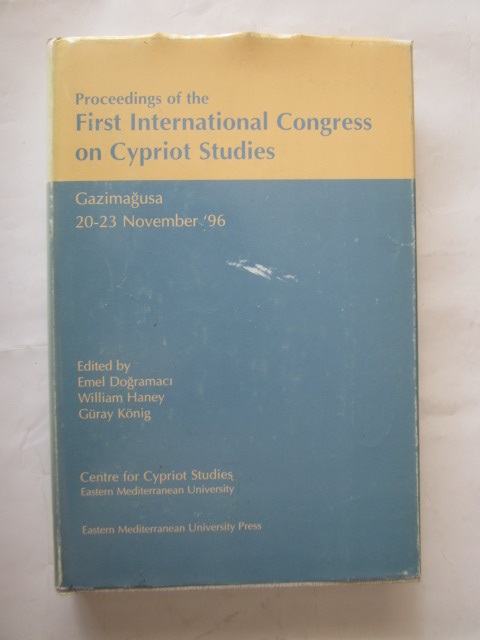 Proceedings of the
First International Congress
on Cypriot Studies
Gazimağusa
20-23 November '96
Edited by
Emel Doğramacı
William Haney
Güray König
Centre for Cypriot Studies
Eastern Mediterranean University
Eastern Mediterranean University Press